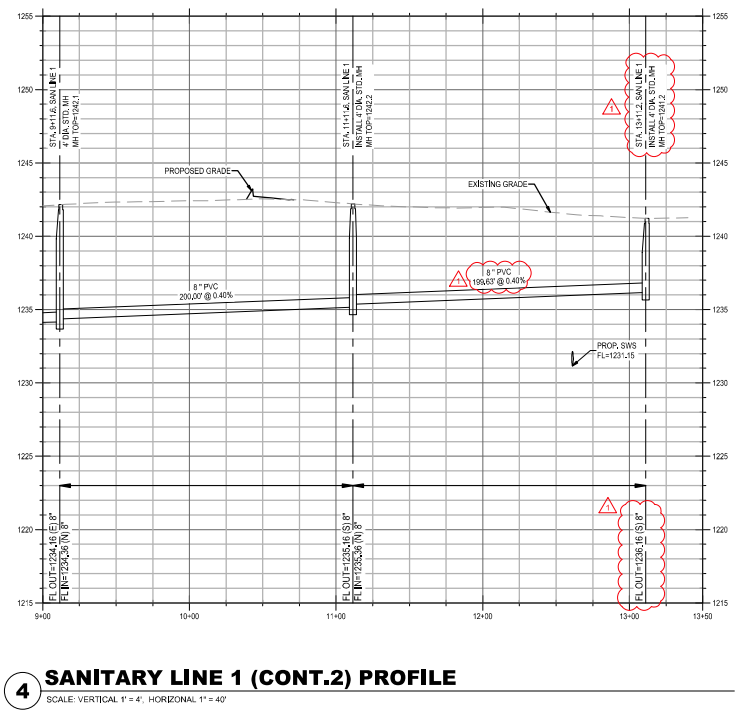 1255
1255
1250
1250
1245
1245
1240
1240
1235
1235
1230
1230
1225
1225
1220
1220
1215
1215
STA. 9+11.6, SAN LINE 1
4' DIA. STD. MH
MH TOP=1242.1
STA. 11+11.6, SAN LINE 1
INSTALL 4' DIA. STD. MH
MH TOP=1242.2
STA. 13+11.2, SAN LINE 1
INSTALL 4' DIA. STD. MH
MH TOP=1241.2
1
PROPOSED GRADE
EXISTING GRADE
8" PVC
200.00' @ 0.40%
1
8" PVC
199.63' @ 0.40%
PROP. SWS
FL=1231.15
FL OUT=1234.16 (E) 8"
FL IN=1234.36 (N) 8"
FL OUT=1235.16 (S) 8"
FL IN=1235.36 (N) 8"
1
FL OUT=1236.16 (S) 8"
9+00
10+00
11+00
12+00
13+00
13+50
4
SANITARY LINE 1 (CONT.2) PROFILE
SCALE: VERTICAL 1' = 4', HORIZONAL 1" = 40'